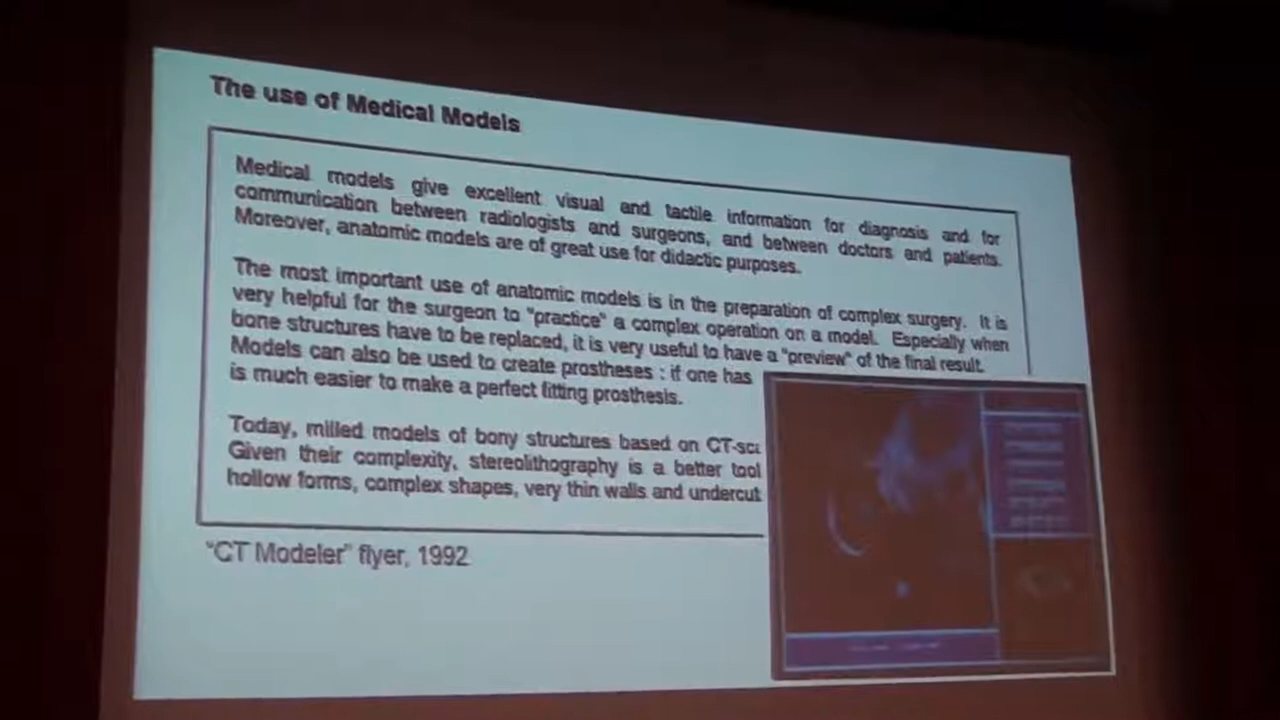 The use of Medical Models
Medical models give excellent visual and tactile information for diagnosis and for
communication between radiologists and surgeons, and between doctors and patients.
Moreover, anatomic models are of great use for didactic purposes.
The most important use of anatomic models is in the preparation of complex surgery. It is
very helpful for the surgeon to "practice" a complex operation on a model. Especially when
bone structures have to be replaced, it is very useful to have a "preview" of the final result.
Models can also be used to create prostheses : if one has
is much easier to make a perfect fitting prosthesis.
Today, milled models of bony structures based on CT-sca
Given their complexity, stereolithography is a better tool
hollow forms, complex shapes, very thin walls and undercut
"CT Modeler" flyer, 1992